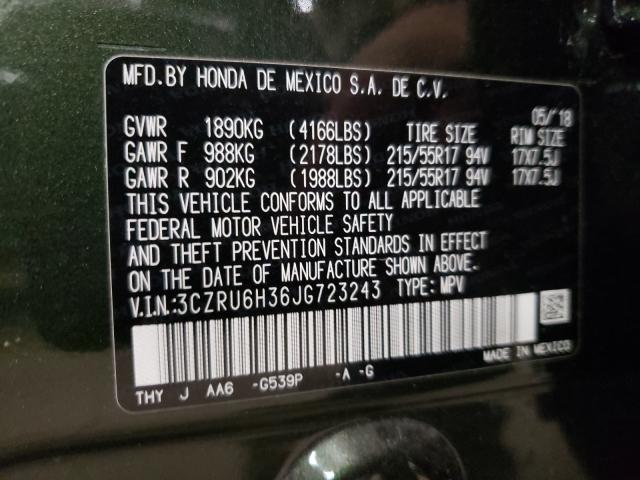 MFD.BY HONDA DE MEXICO S.A. DE C.V.
05/'18
GVWR 1890KG (4166LBS) TIRE SIZE RIM SIZE
GAWR F 988KG (2178LBS) 215/55R17 94V 17X7.5J
GAWR R 902KG (1988LBS) 215/55R17 94V 17X7.5J
THIS VEHICLE CONFORMS TO ALL APPLICABLE
FEDERAL MOTOR VEHICLE SAFETY
AND THEFT PREVENTION STANDARDS IN EFFECT
ON THE DATE OF MANUFACTURE SHOWN ABOVE.
V.I.N.:3CZRU6H36JG723243 TYPE: MPV
MADE IN MEXICO
THY J AA6 -G539P -A -G